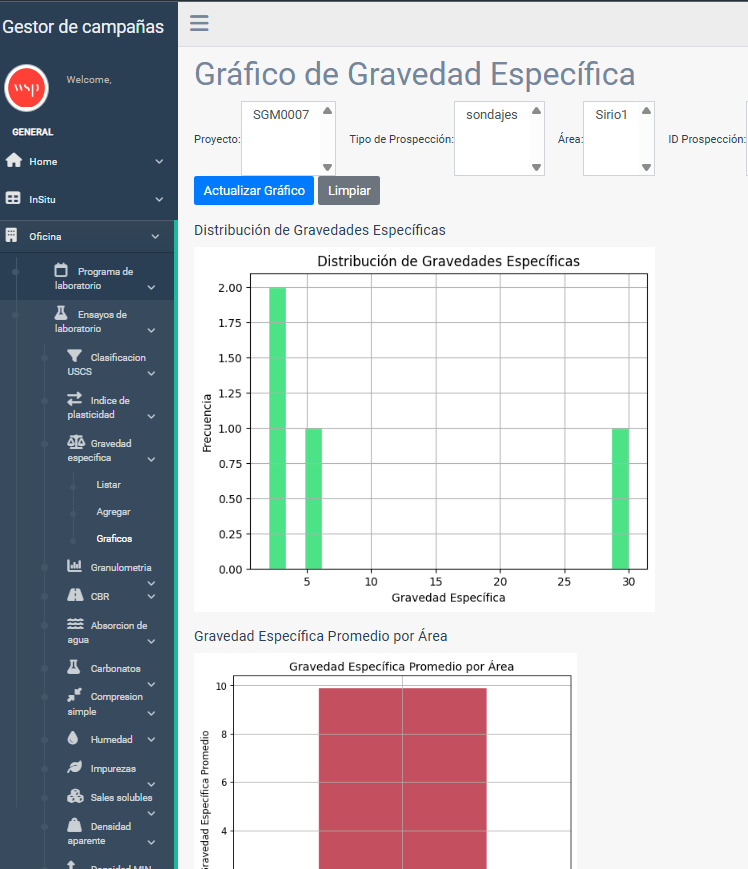 Gestor de campañas
wsp
Welcome,
GENERAL
Home
InSitu
Oficina
Programa de
laboratorio
Ensayos de
laboratorio
Clasificacion
USCS
Indice de
plasticidad
Gravedad
especifica
Listar
Agregar
Graficos
Granulometria
CBR
Absorcion de
agua
Carbonatos
Compresion
simple
Humedad
Impurezas
Sales solubles
Densidad
aparente
Densidad MIN
Gráfico de Gravedad Específica
Proyecto: SGM0007 Tipo de Prospección: sondajes Área: Sirio1 ID Prospección:
Actualizar Gráfico Limpiar
Distribución de Gravedades Específicas
Distribución de Gravedades Específicas
2.00
1.75
1.50
1.25
1.00
0.75
0.50
0.25
0.00
Frecuencia
5 10 15 20 25 30
Gravedad Específica
Gravedad Específica Promedio por Área
Gravedad Específica Promedio por Área
10
8
6
4
Gravedad Específica Promedio